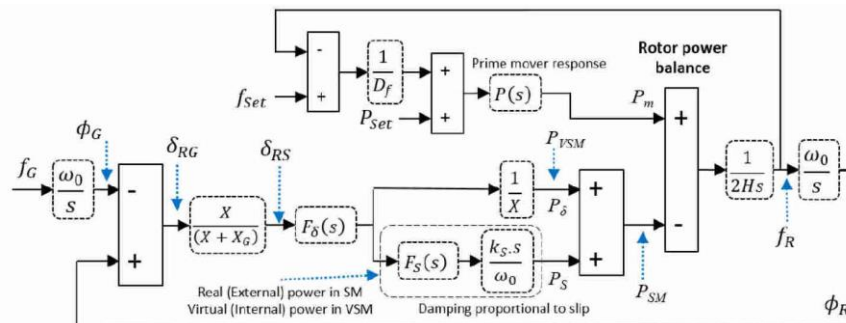 -
+
f_Set
1
D_f
+
+
P_Set
Prime mover response
P(s)
Rotor power
balance
P_m
+
-
1
2Hs
ω_0
s
f_R
ϕ_R
ϕ_G
f_G
ω_0
s
-
+
δ_RG
X
(X + X_G)
δ_RS
F_δ(s)
1
X
P_VSM
P_δ
F_S(s)
k_S.s
ω_0
P_S
+
+
P_SM
Real (External) power in SM
Virtual (Internal) power in VSM
Damping proportional to slip